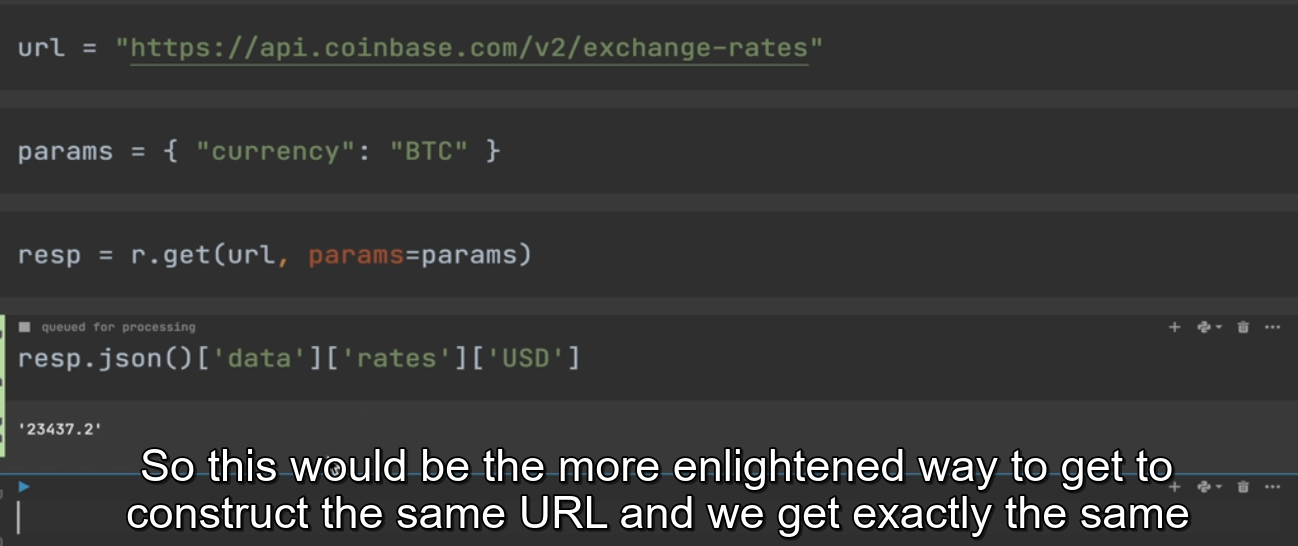 url = "https://api.coinbase.com/v2/exchange-rates"
params = { "currency": "BTC" }
resp = r.get(url, params=params)
queued for processing
resp.json()['data']['rates']['USD']
'23437.2'
So this would be the more enlightened way to get to
construct the same URL and we get exactly the same